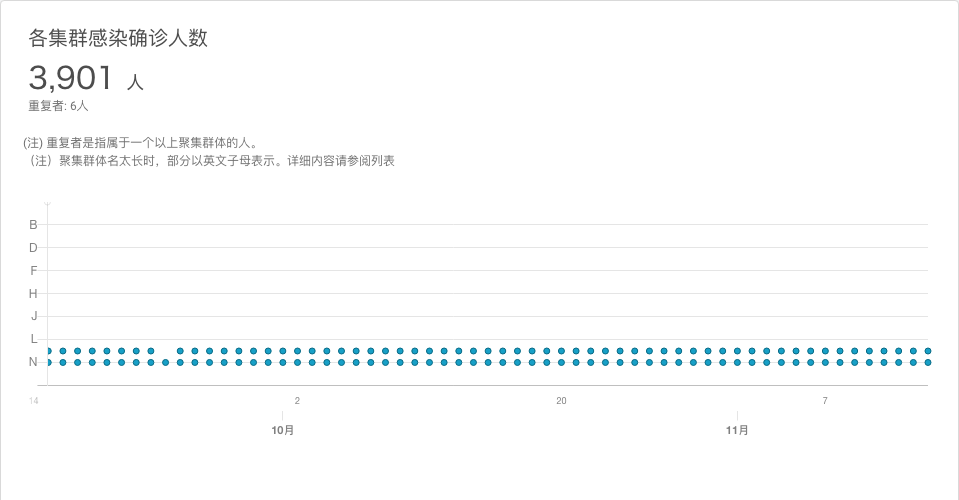 各集群感染确诊人数
3,901 人
重复者: 6人
(注) 重复者是指属于一个以上聚集群体的人。
（注）聚集群体名太长时，部分以英文子母表示。详细内容请参阅列表
B
D
F
H
J
L
N
14 2 20 7
10月 11月